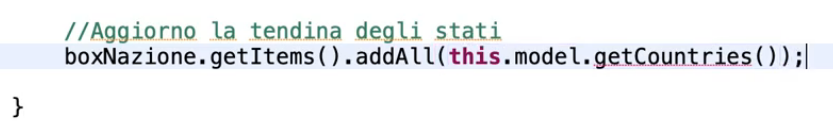 //Aggiorno la tendina degli stati
boxNazione.getItems().addAll(this.model.getCountries());
}